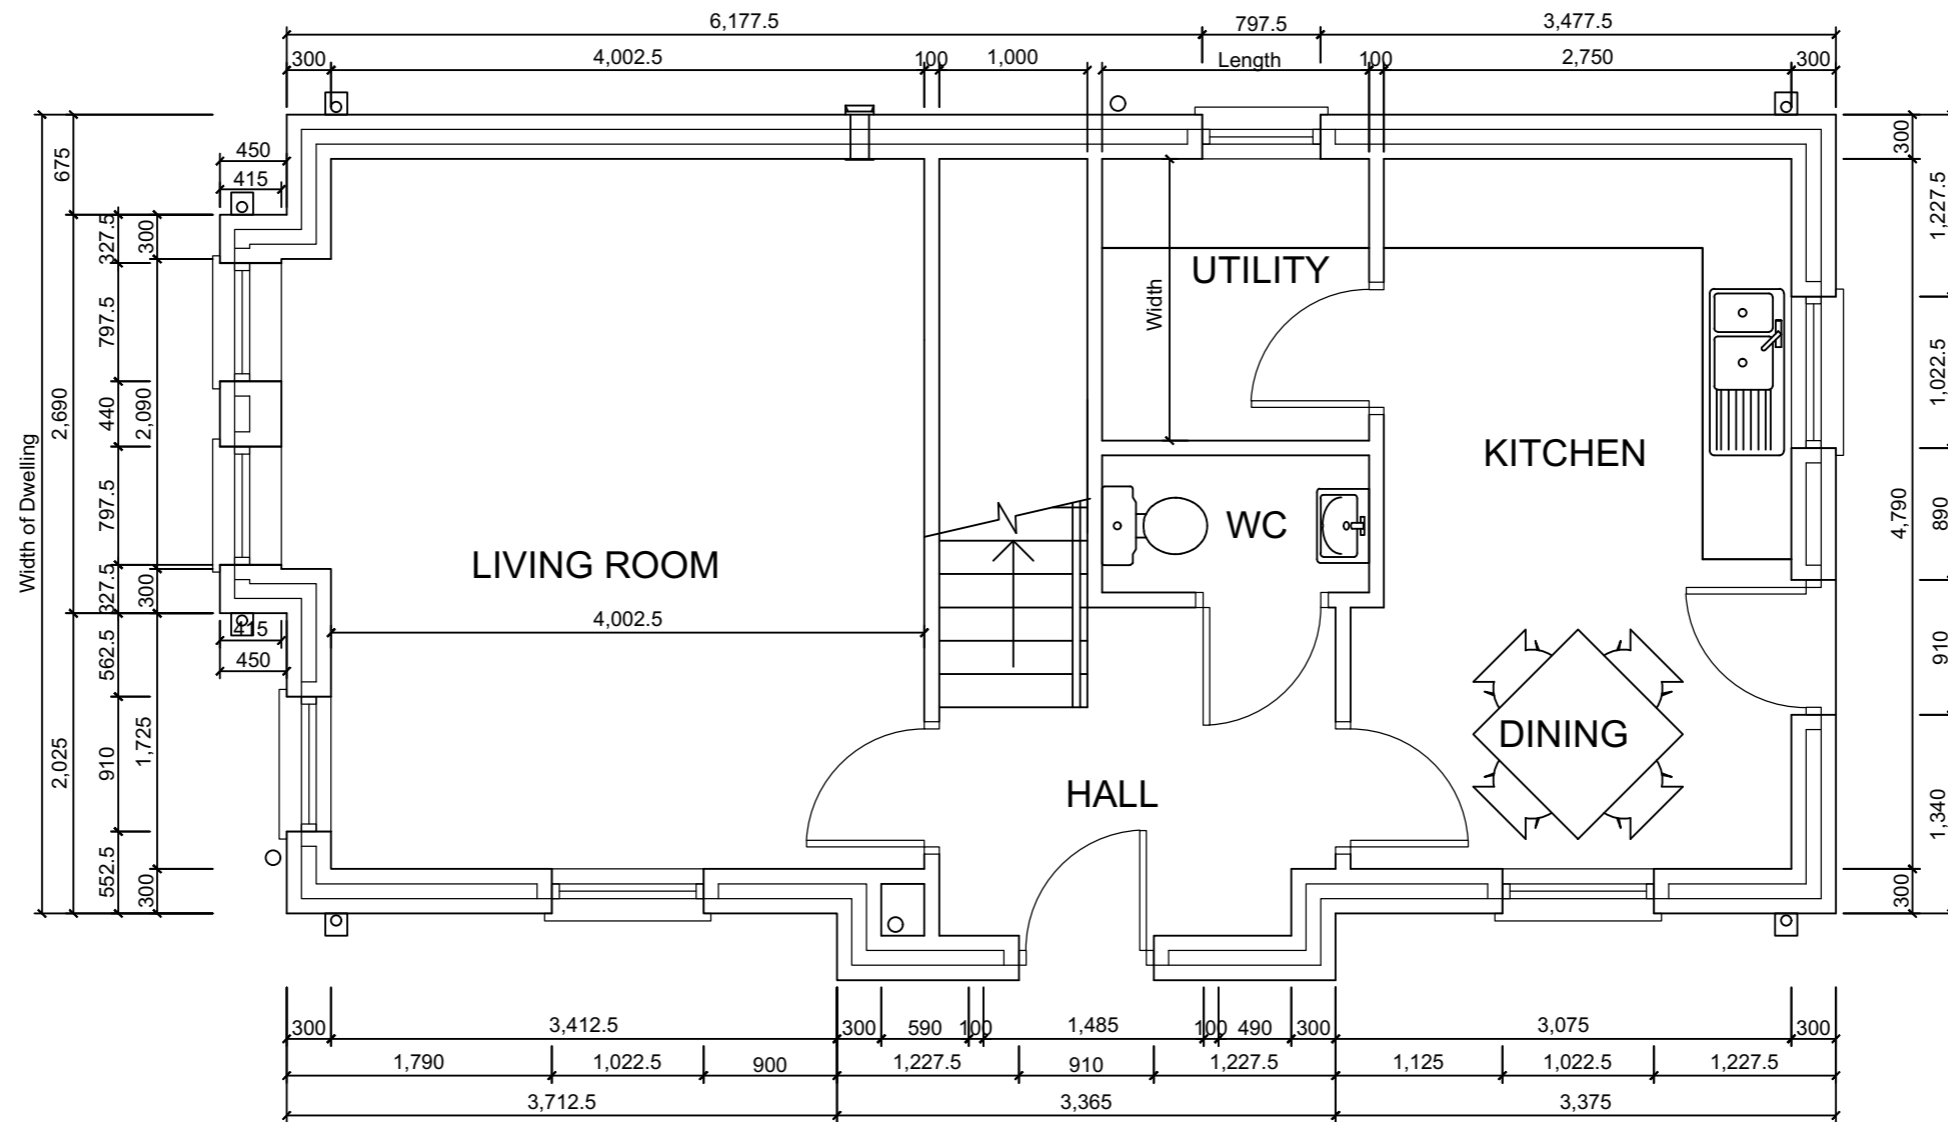 6,177.5 797.5 3,477.5
300 4,002.5 100 1,000 Length 100 2,750 300
450
415
675
327.5
300
797.5
2,690
440
2,090
797.5
Width of Dwelling
327.5
300
415
450
562.5
2,025
910
1,725
552.5
300
UTILITY
Width
KITCHEN
WC
LIVING ROOM
4,002.5
DINING
HALL
300
1,227.5
1,022.5
4,790
890
910
1,340
300
300 3,412.5 300 590 100 1,485 100 490 300 3,075 300
1,790 1,022.5 900 1,227.5 910 1,227.5 1,125 1,022.5 1,227.5
3,712.5 3,365 3,375